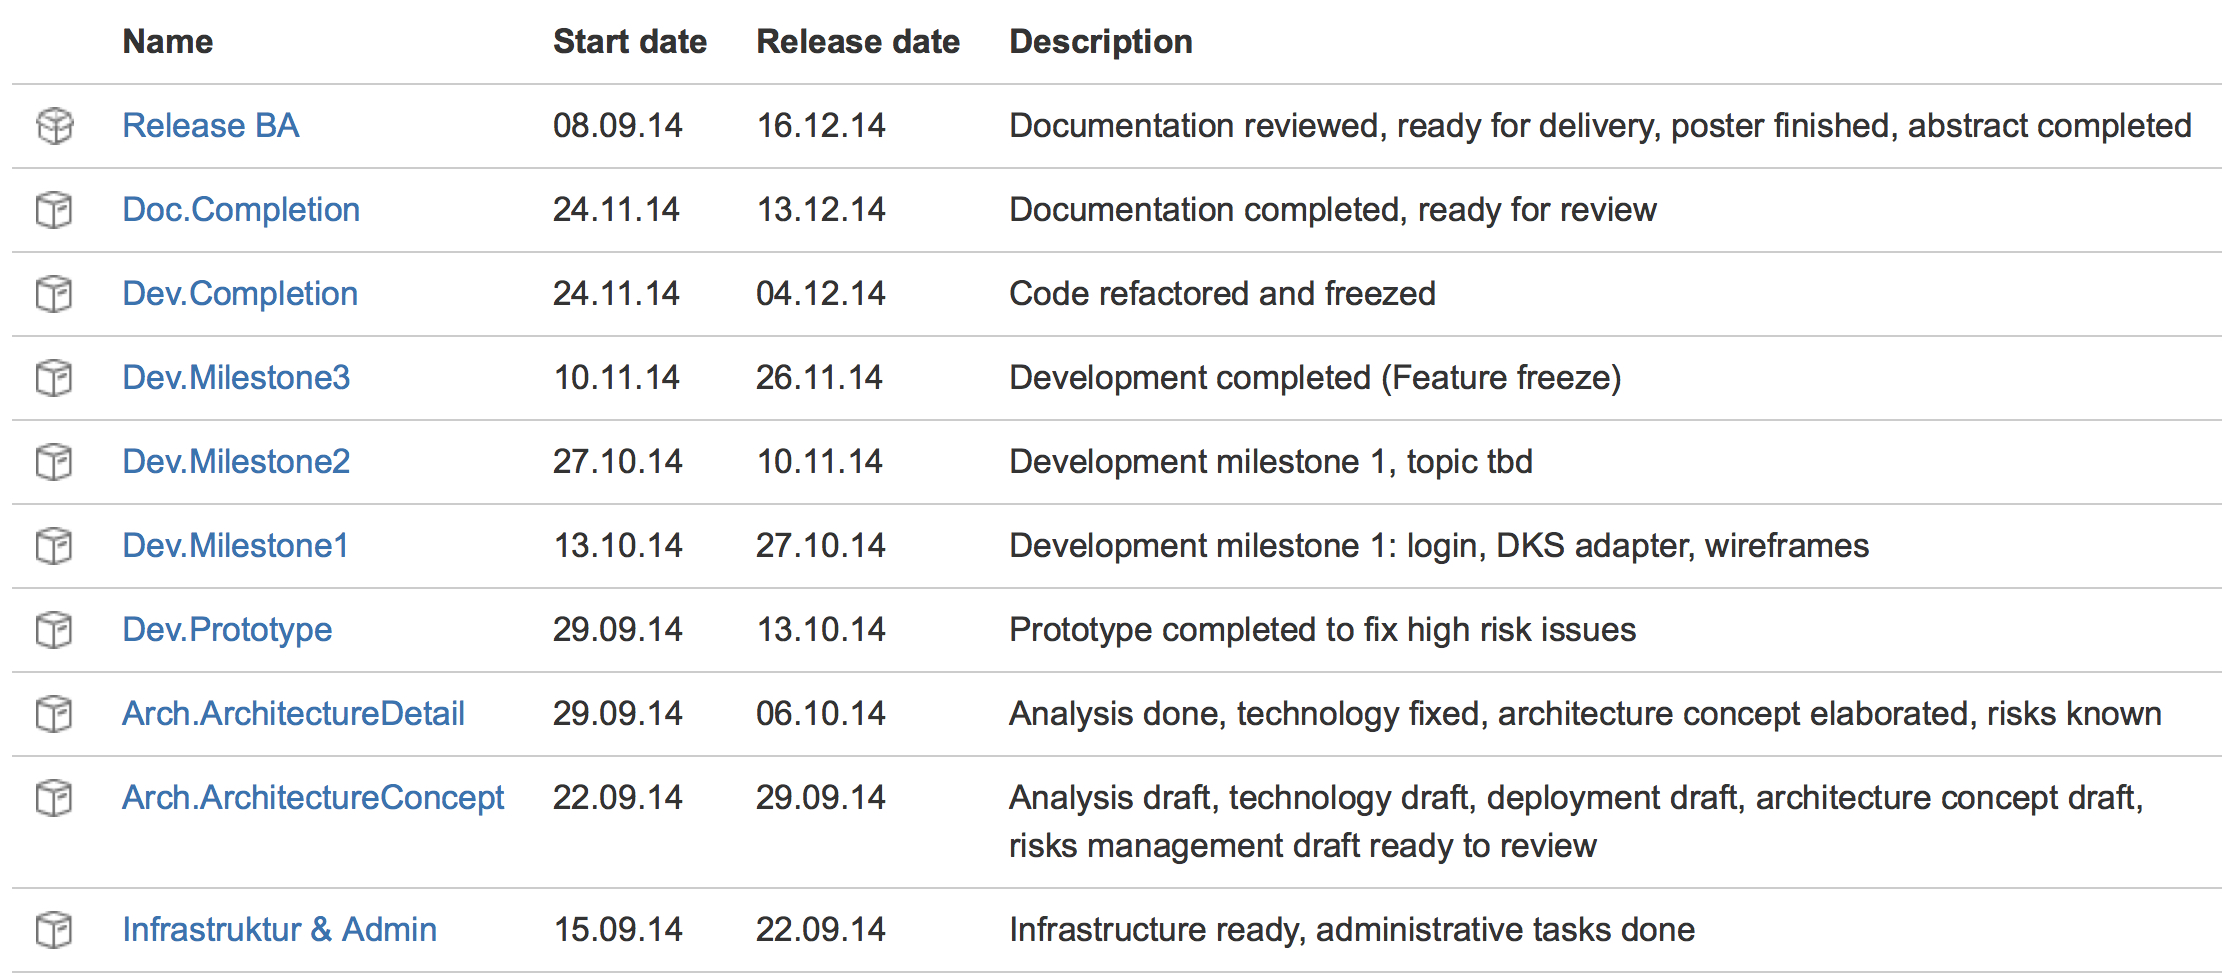 Name Start date Release date Description
Release BA 08.09.14 16.12.14 Documentation reviewed, ready for delivery, poster finished, abstract completed
Doc.Completion 24.11.14 13.12.14 Documentation completed, ready for review
Dev.Completion 24.11.14 04.12.14 Code refactored and freezed
Dev.Milestone3 10.11.14 26.11.14 Development completed (Feature freeze)
Dev.Milestone2 27.10.14 10.11.14 Development milestone 1, topic tbd
Dev.Milestone1 13.10.14 27.10.14 Development milestone 1: login, DKS adapter, wireframes
Dev.Prototype 29.09.14 13.10.14 Prototype completed to fix high risk issues
Arch.ArchitectureDetail 29.09.14 06.10.14 Analysis done, technology fixed, architecture concept elaborated, risks known
Arch.ArchitectureConcept 22.09.14 29.09.14 Analysis draft, technology draft, deployment draft, architecture concept draft,
risks management draft ready to review
Infrastruktur & Admin 15.09.14 22.09.14 Infrastructure ready, administrative tasks done